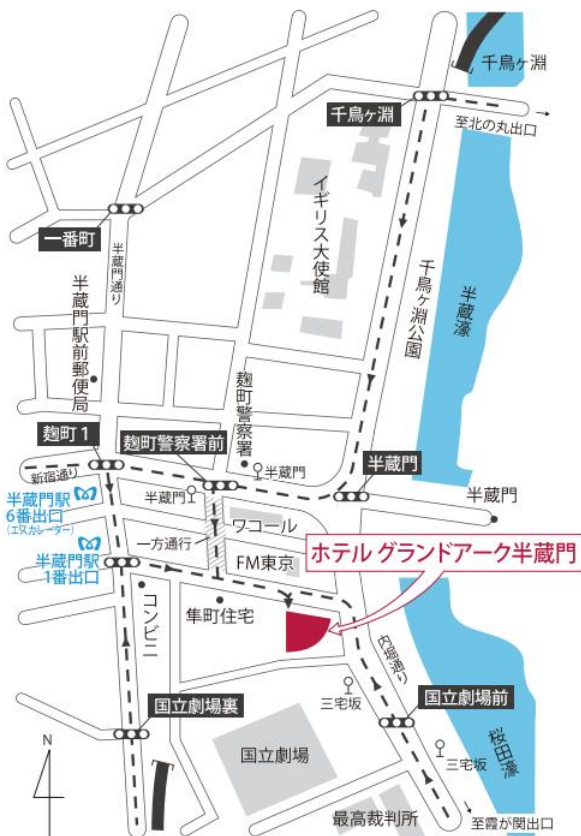 千鳥ヶ淵
千鳥ヶ淵
至北の丸出口
イギリス大使館
一番町
半蔵門通り
千鳥ヶ淵公園
半蔵濠
半蔵門駅前郵便局
麹町警察署
麹町1
麹町警察署前
半蔵門
半蔵門
新宿通り
半蔵門駅
6番出口
(エスカレーター)
半蔵門
半蔵門
ワコール
一方通行
FM東京
半蔵門駅
1番出口
ホテル グランドアーク半蔵門
コンビニ
隼町住宅
内堀通り
三宅坂
国立劇場前
国立劇場裏
三宅坂
桜田濠
国立劇場
N
最高裁判所
至霞が関出口